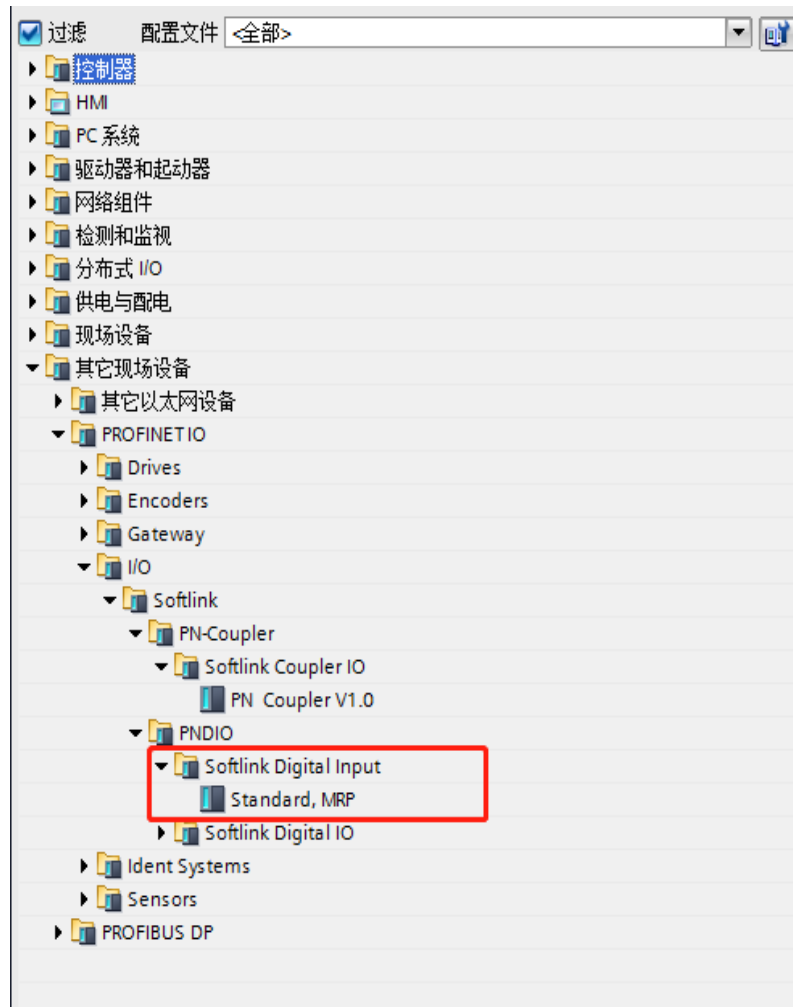 过滤 配置文件 <全部>
控制器
HMI
PC 系统
驱动器和起动器
网络组件
检测和监视
分布式 I/O
供电与配电
现场设备
其它现场设备
其它以太网设备
PROFINET IO
Drives
Encoders
Gateway
I/O
Softlink
PN-Coupler
Softlink Coupler IO
PN Coupler V1.0
PNDIO
Softlink Digital Input
Standard, MRP
Softlink Digital IO
Ident Systems
Sensors
PROFIBUS DP